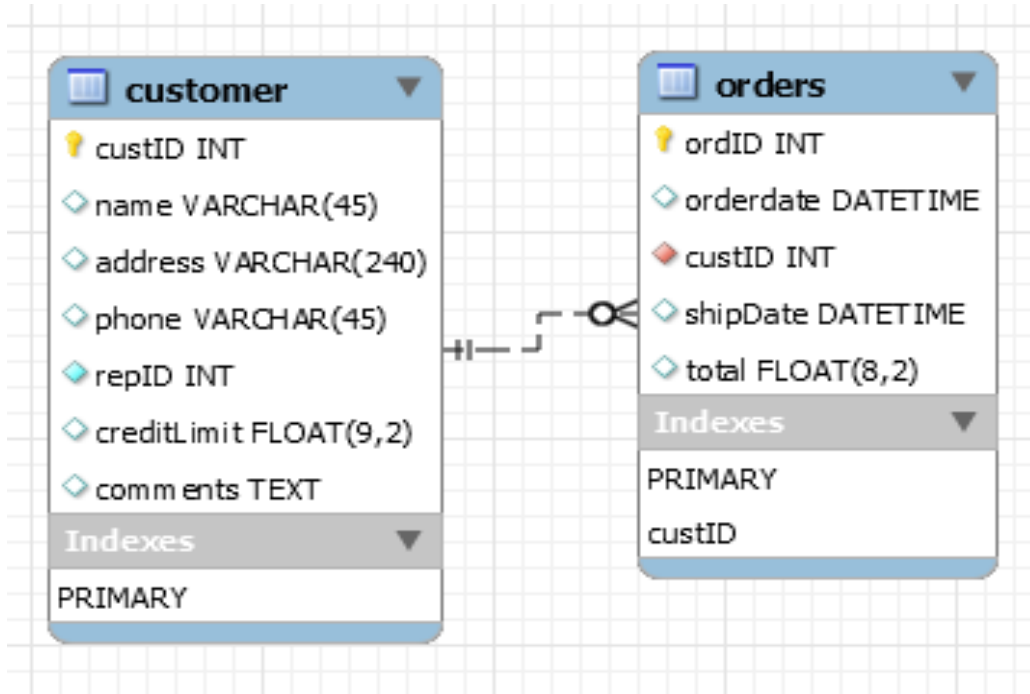 customer
custID INT
name VARCHAR(45)
address VARCHAR(240)
phone VARCHAR(45)
repID INT
creditLimit FLOAT(9,2)
comments TEXT
Indexes
PRIMARY
orders
ordID INT
orderdate DATETIME
custID INT
shipDate DATETIME
total FLOAT(8,2)
Indexes
PRIMARY
custID